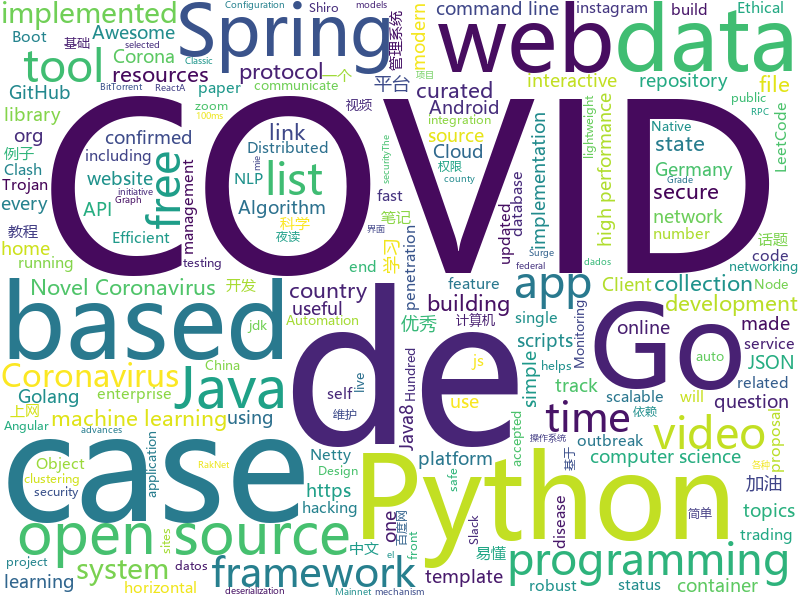 implemented
Spring
web
data
command line
instagram
build
Ethical
Awesome
Boot
Shiro
Configuration
models
selected
Classic
基础
Corona
管理系统
modern
tool
resources
protocol
一个
平台
curated
interactive
repository
file
GitHub
BitTorrent
ReactA
paper
communicate
Android
library
zoom
100ms
视频
integration
source
项目
public
RPC
org
confirmed
link
Cloud
Native
state
例子
including
Distributed
权限
Germany
LeetCode
Clash
website
NLP
mie
fast
Grade
secure
Trojan
initiative
API
Graph
Algorithm
笔记
network
every
management
free
list
科学
securityThe
county
number
话题
教程
Efficient
夜读
界面
学习
penetration
updated
database
implementation
lightweight
high performance
code
home
testing
end
Surge
federal
dados
networking
running
COVID
feature
Client
collection
Node
Novel Coronavirus
开发
country
app
development
based
de
Go
useful
building
single
Monitoring
made
service
jdk
Automation
优秀
计算机
online
Java
scripts
auto
JSON
Coronavirus
China
self
live
js
simple
helps
track
related
Golang
enterprise
维护
Hundred
Java8
use
scalable
依赖
will
question
上网
machine learning
using
time
video
Angular
advances
case
Python
accepted
outbreak
proposal
trading
application
Netty
platform
基于
computer science
Object
Design
safe
操作系统
各种
加油
clustering
RakNet
https
Slack
disease
简单
topics
security
hacking
one
百度网
open source
programming
中文
front
易懂
project
sites
system
framework
template
robust
status
container
learning
horizontal
datos
deserialization
el
Mainnet
mechanism